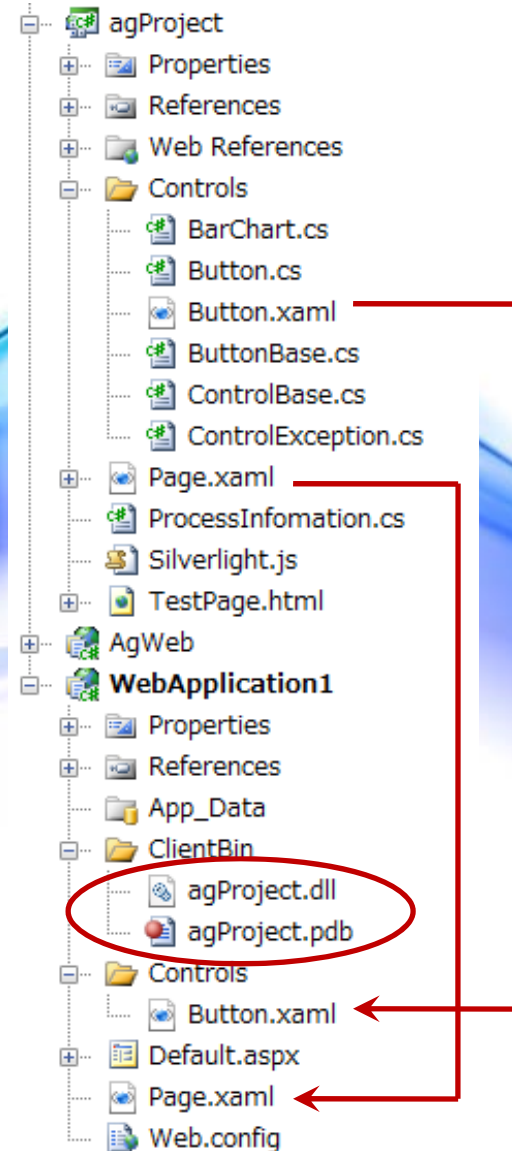 agProject
Properties
References
Web References
Controls
BarChart.cs
Button.cs
Button.xaml
ButtonBase.cs
ControlBase.cs
ControlException.cs
Page.xaml
ProcessInfomation.cs
Silverlight.js
TestPage.html
AgWeb
WebApplication1
Properties
References
App_Data
ClientBin
agProject.dll
agProject.pdb
Controls
Button.xaml
Default.aspx
Page.xaml
Web.config